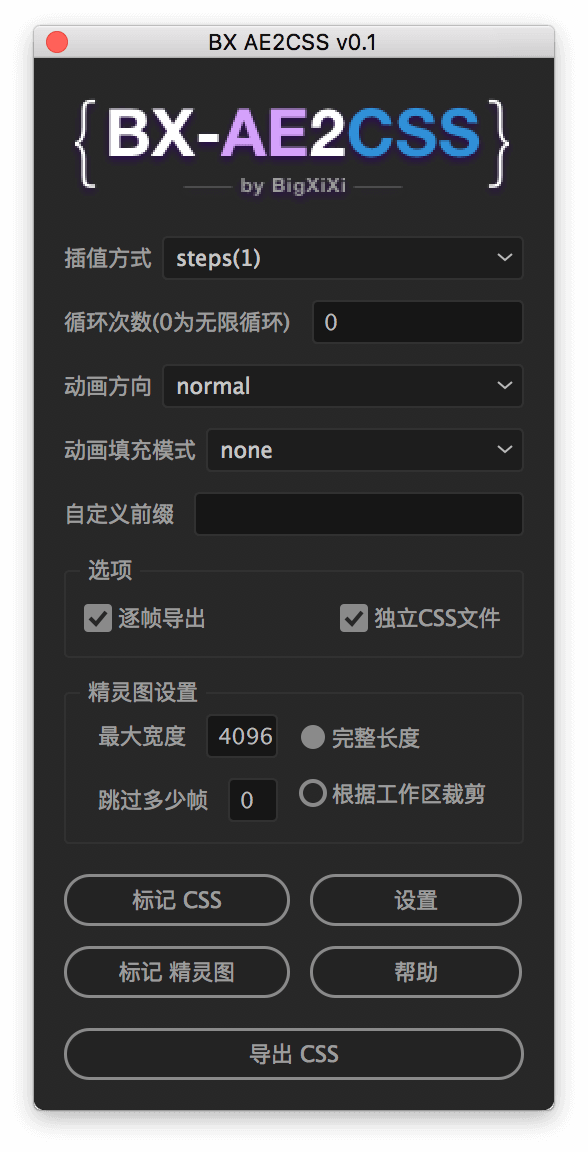 BX AE2CSS v0.1
{BX-AE2CSS}
by BigXiXi
插值方式 steps(1)
循环次数(0为无限循环) 0
动画方向 normal
动画填充模式 none
自定义前缀
选项
逐帧导出 独立CSS文件
精灵图设置
最大宽度 4096 完整长度
跳过多少帧 0 根据工作区裁剪
标记 CSS 设置
标记 精灵图 帮助
导出 CSS